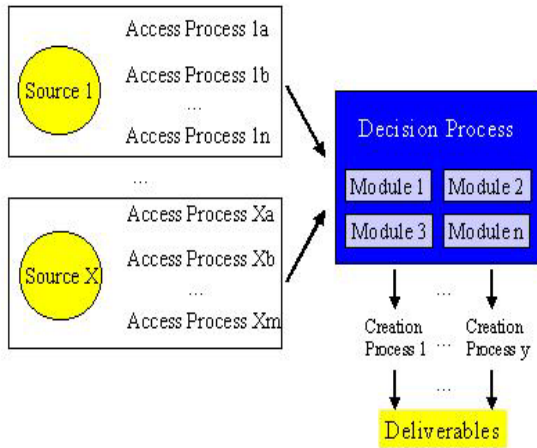 Access Process 1a
Source 1
Access Process 1b
...
Access Process 1n
...
Access Process Xa
Source X
Access Process Xb
...
Access Process Xm
Decision Process
Module 1 Module 2
Module 3 Module n
...
Creation Process 1
...
Creation Process y
...
Deliverables